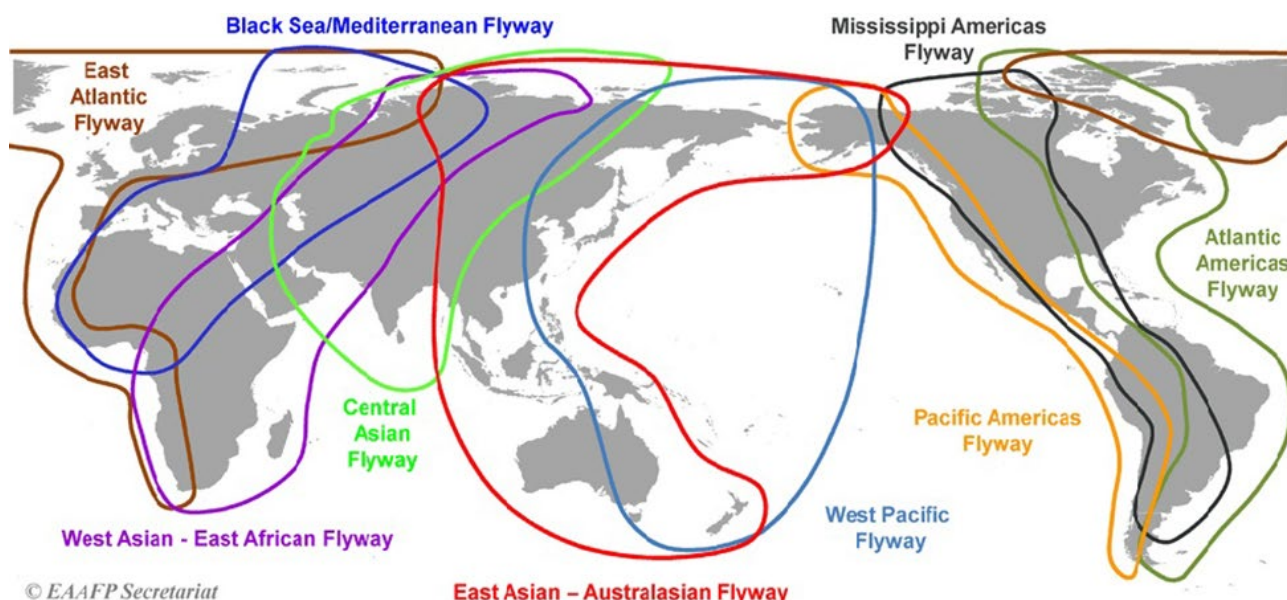 Black Sea/Mediterranean Flyway
Mississippi Americas
Flyway
East
Atlantic
Flyway
Atlantic
Americas
Flyway
Central
Asian
Flyway
Pacific Americas
Flyway
West Pacific
Flyway
West Asian - East African Flyway
© EAAFP Secretariat
East Asian – Australasian Flyway